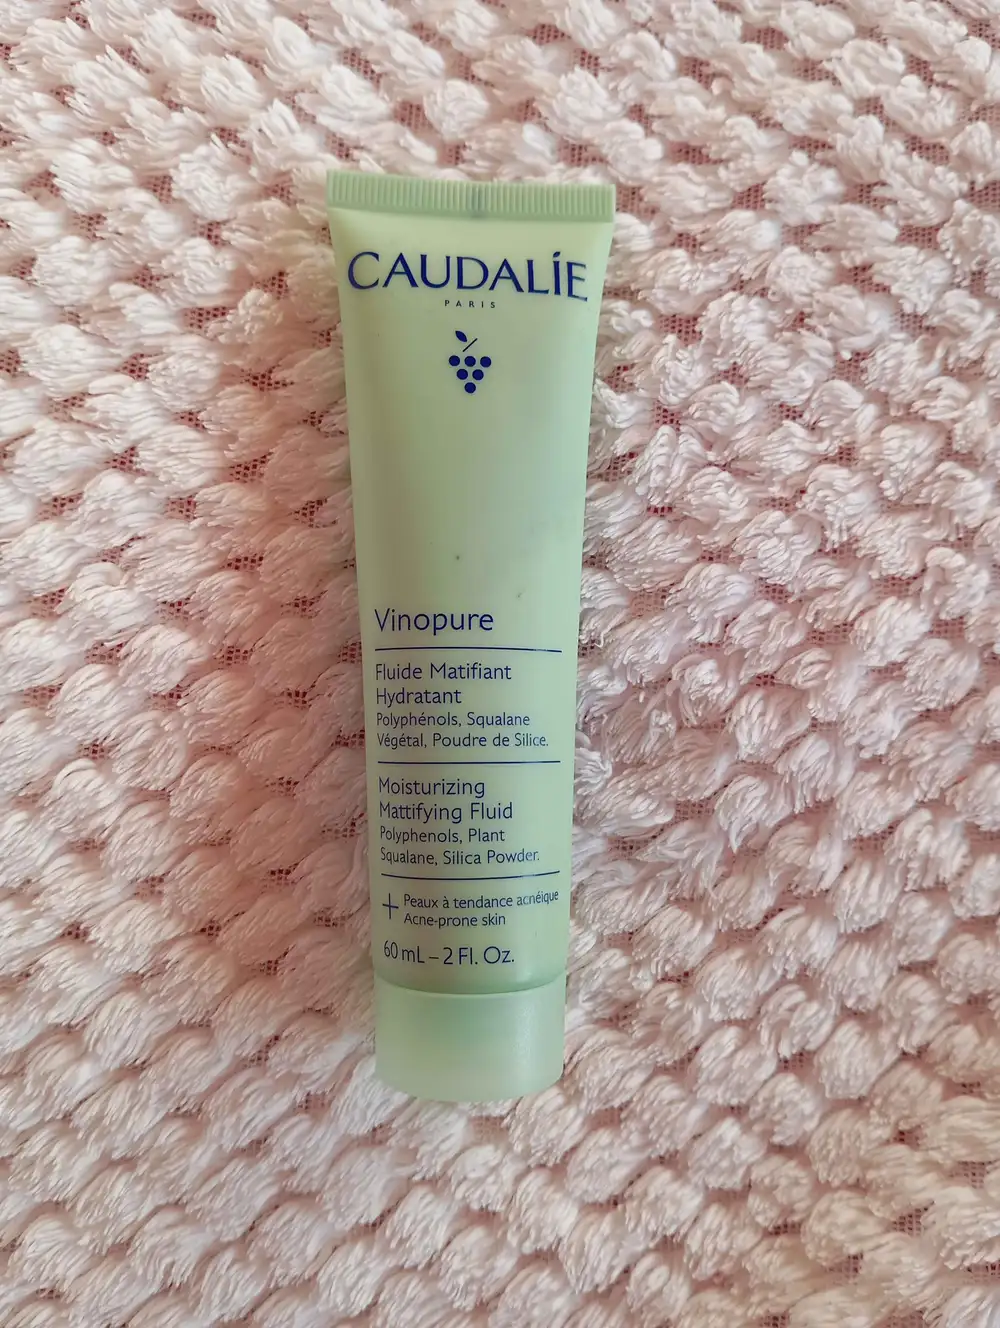 CAUDALÍE
PARIS
Vinopure
Fluide Matifiant
Hydratant
Polyphénols, Squalane
Végétal, Poudre de Silice.
Moisturizing
Mattifying Fluid
Polyphenols, Plant
Squalane, Silica Powder.
+ Peaux à tendance acnéique
Acne-prone skin
60 mL – 2 Fl. Oz.